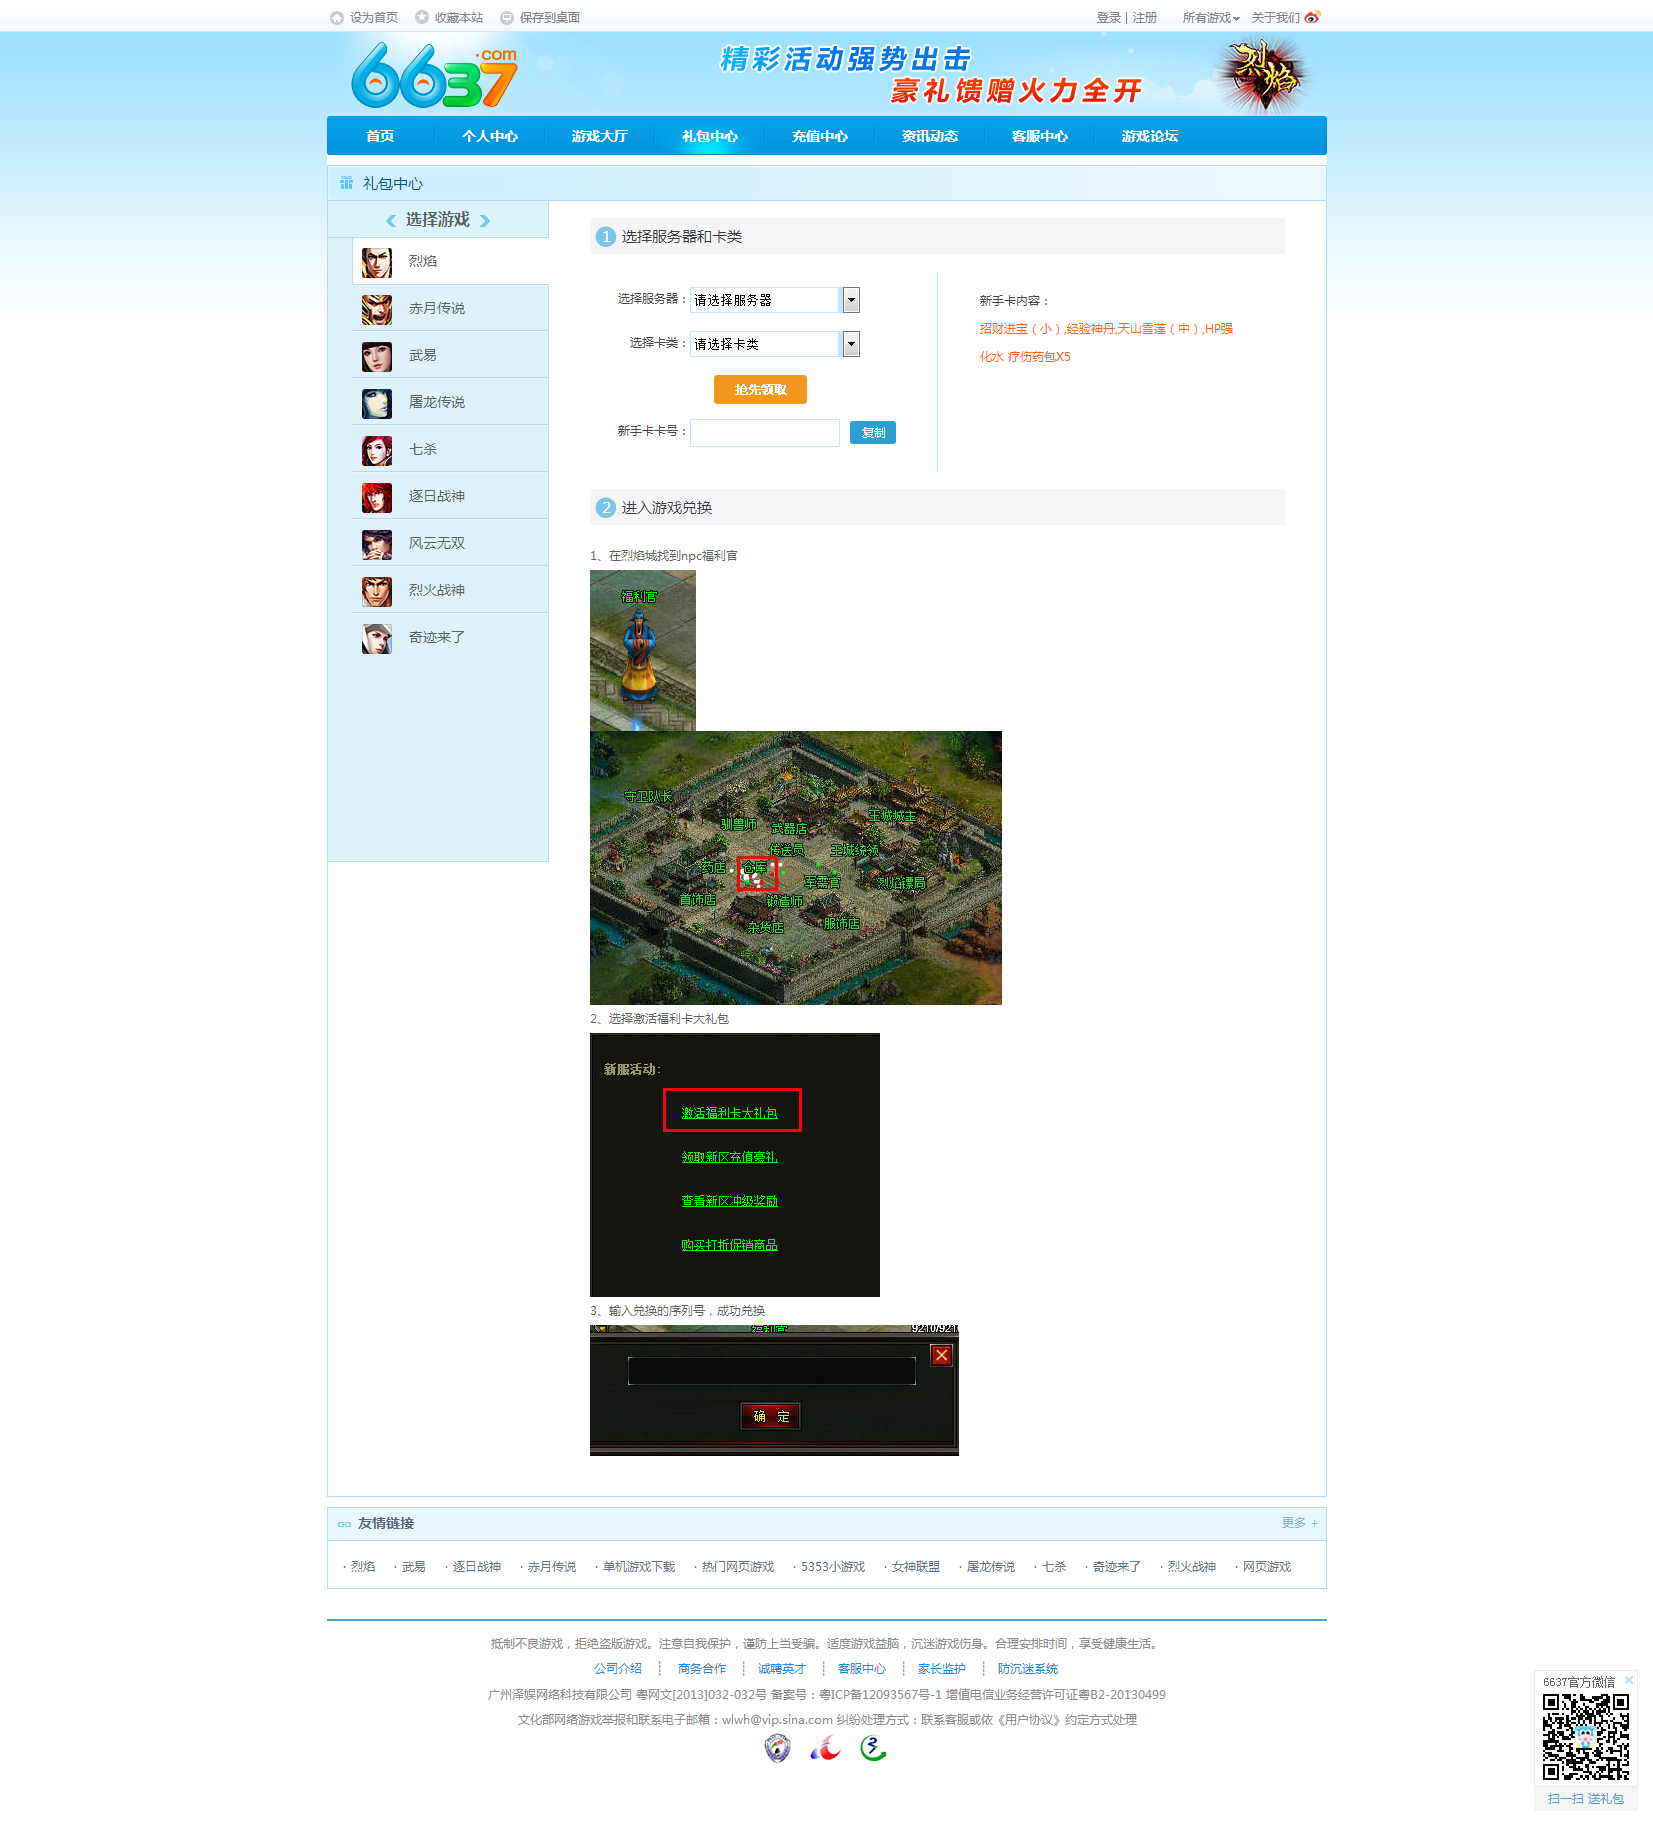 设为首页 收藏本站 保存到桌面 登录 | 注册 所有游戏 关于我们
6637.com
精彩活动强势出击
豪礼馈赠火力全开
烈焰
首页 个人中心 游戏大厅 礼包中心 充值中心 资讯动态 客服中心 游戏论坛
礼包中心
选择游戏
烈焰
赤月传说
武易
屠龙传说
七杀
逐日战神
风云无双
烈火战神
奇迹来了
1 选择服务器和卡类
选择服务器： 请选择服务器
选择卡类： 请选择卡类
抢先领取
新手卡卡号： 复制
新手卡内容：
招财进宝（小）,经验神丹,天山雪莲（中）,HP强
化水 疗伤药包X5
2 进入游戏兑换
1、在烈焰城找到npc福利官
福利官
守卫队长
驯兽师 武器店 王城城主
传送员 王城统领
药店 仓库
军需官 烈焰镖局
首饰店 锻造师
杂货店 服饰店
2、选择激活福利卡大礼包
新服活动：
激活福利卡大礼包
领取新区充值豪礼
查看新区冲级奖励
购买打折促销商品
3、输入兑换的序列号，成功兑换
福利官
确 定
友情链接 更多 +
· 烈焰 · 武易 · 逐日战神 · 赤月传说 · 单机游戏下载 · 热门网页游戏 · 5353小游戏 · 女神联盟 · 屠龙传说 · 七杀 · 奇迹来了 · 烈火战神 · 网页游戏
抵制不良游戏，拒绝盗版游戏。注意自我保护，谨防上当受骗。适度游戏益脑，沉迷游戏伤身。合理安排时间，享受健康生活。
公司介绍 商务合作 诚聘英才 客服中心 家长监护 防沉迷系统
广州泽娱网络科技有限公司 粤网文[2013]032-032号 备案号：粤ICP备12093567号-1 增值电信业务经营许可证粤B2-20130499
文化部网络游戏举报和联系电子邮箱：wlwh@vip.sina.com 纠纷处理方式：联系客服或依《用户协议》约定方式处理
6637官方微信
扫一扫 送礼包